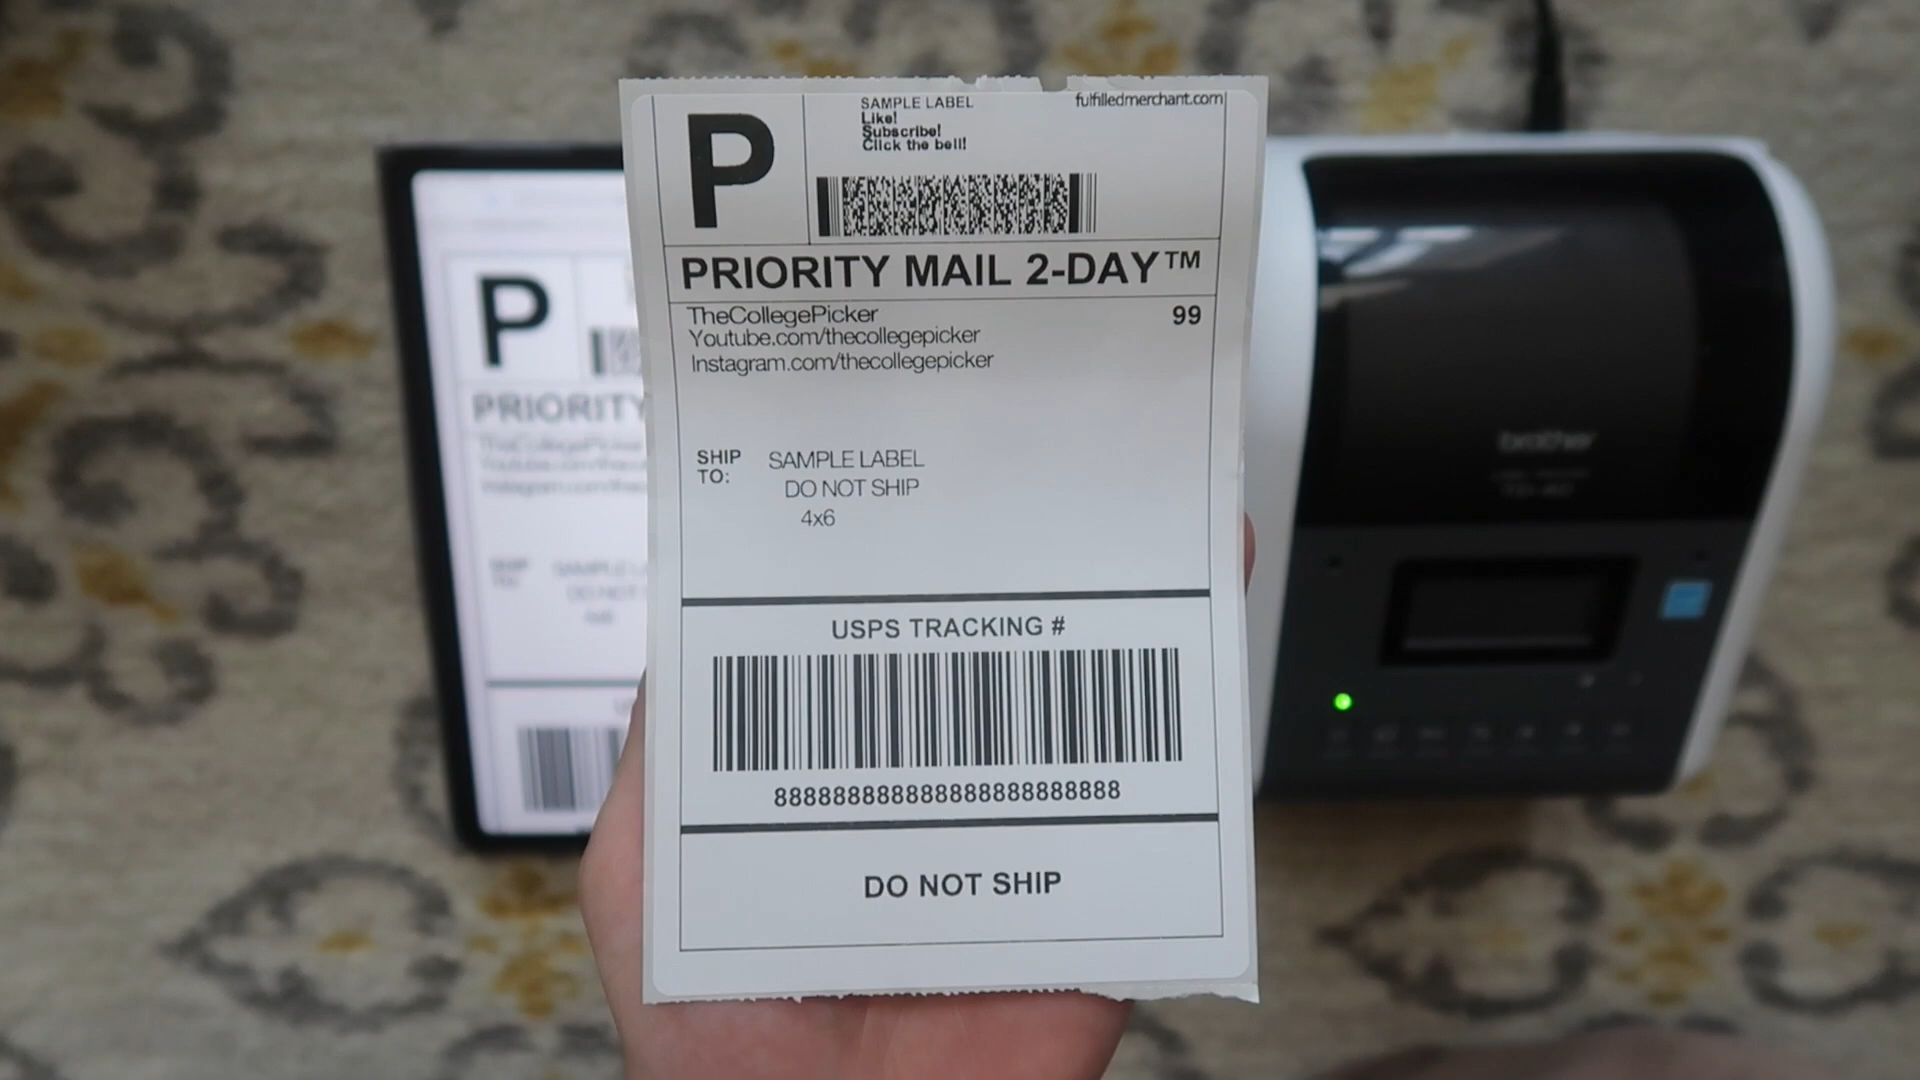 SAMPLE LABEL
Like!
Subscribe!
Click the bell!
fulfilledmerchant.com
P
PRIORITY MAIL 2-DAY™
TheCollegePicker
99
Youtube.com/thecollegepicker
Instagram.com/thecollegepicker
SHIP TO:
SAMPLE LABEL
DO NOT SHIP
4x6
USPS TRACKING #
888888888888888888888888
DO NOT SHIP
P
PRIORITY
brother